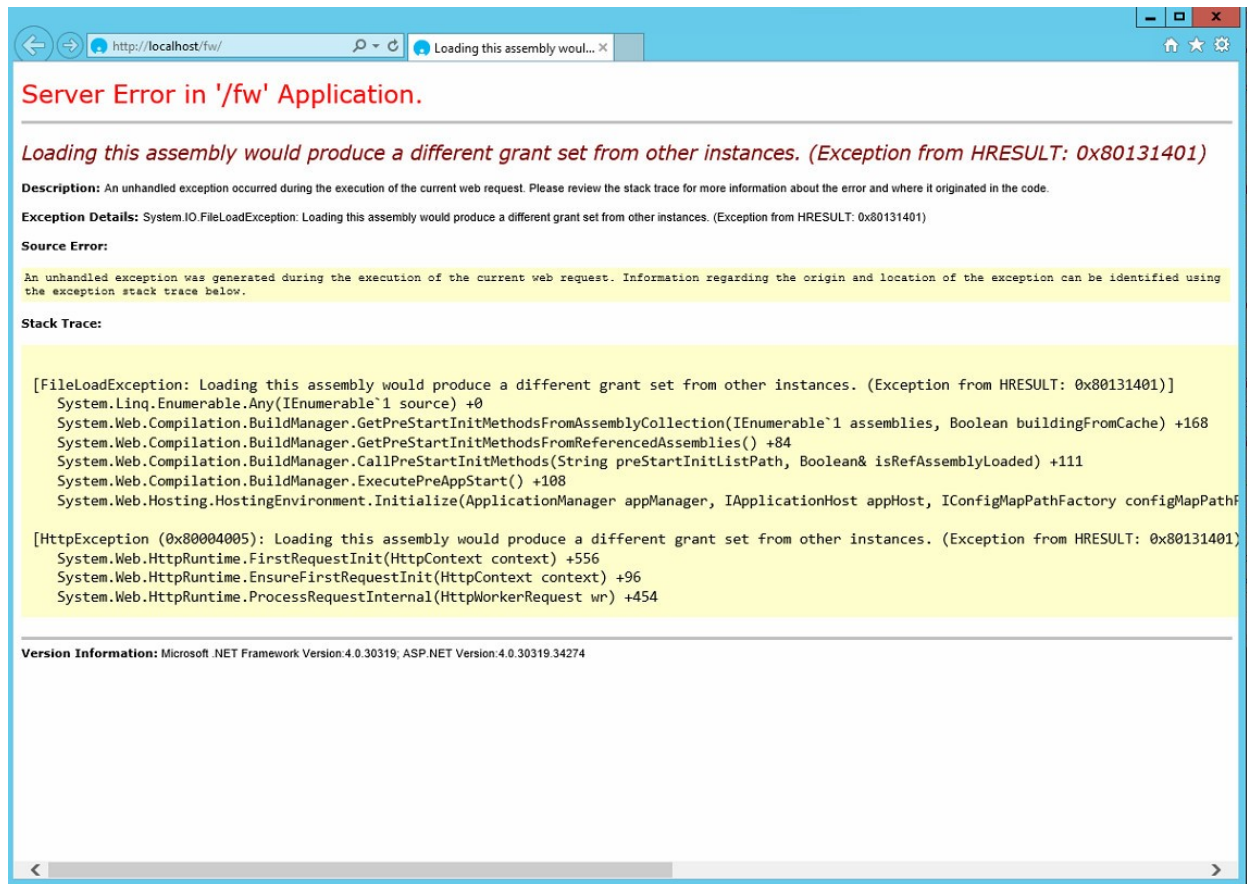 http://localhost/fw/
Loading this assembly woul...
Server Error in '/fw' Application.
Loading this assembly would produce a different grant set from other instances. (Exception from HRESULT: 0x80131401)
Description: An unhandled exception occurred during the execution of the current web request. Please review the stack trace for more information about the error and where it originated in the code.
Exception Details: System.IO.FileLoadException: Loading this assembly would produce a different grant set from other instances. (Exception from HRESULT: 0x80131401)
Source Error:
An unhandled exception was generated during the execution of the current web request. Information regarding the origin and location of the exception can be identified using
the exception stack trace below.
Stack Trace:
[FileLoadException: Loading this assembly would produce a different grant set from other instances. (Exception from HRESULT: 0x80131401)]
System.Linq.Enumerable.Any(IEnumerable`1 source) +0
System.Web.Compilation.BuildManager.GetPreStartInitMethodsFromAssemblyCollection(IEnumerable`1 assemblies, Boolean buildingFromCache) +168
System.Web.Compilation.BuildManager.GetPreStartInitMethodsFromReferencedAssemblies() +84
System.Web.Compilation.BuildManager.CallPreStartInitMethods(String preStartInitListPath, Boolean& isRefAssemblyLoaded) +111
System.Web.Compilation.BuildManager.ExecutePreAppStart() +108
System.Web.Hosting.HostingEnvironment.Initialize(ApplicationManager appManager, IApplicationHost appHost, IConfigMapPathFactory configMapPathF
[HttpException (0x80004005): Loading this assembly would produce a different grant set from other instances. (Exception from HRESULT: 0x80131401)
System.Web.HttpRuntime.FirstRequestInit(HttpContext context) +556
System.Web.HttpRuntime.EnsureFirstRequestInit(HttpContext context) +96
System.Web.HttpRuntime.ProcessRequestInternal(HttpWorkerRequest wr) +454
Version Information: Microsoft .NET Framework Version:4.0.30319; ASP.NET Version:4.0.30319.34274